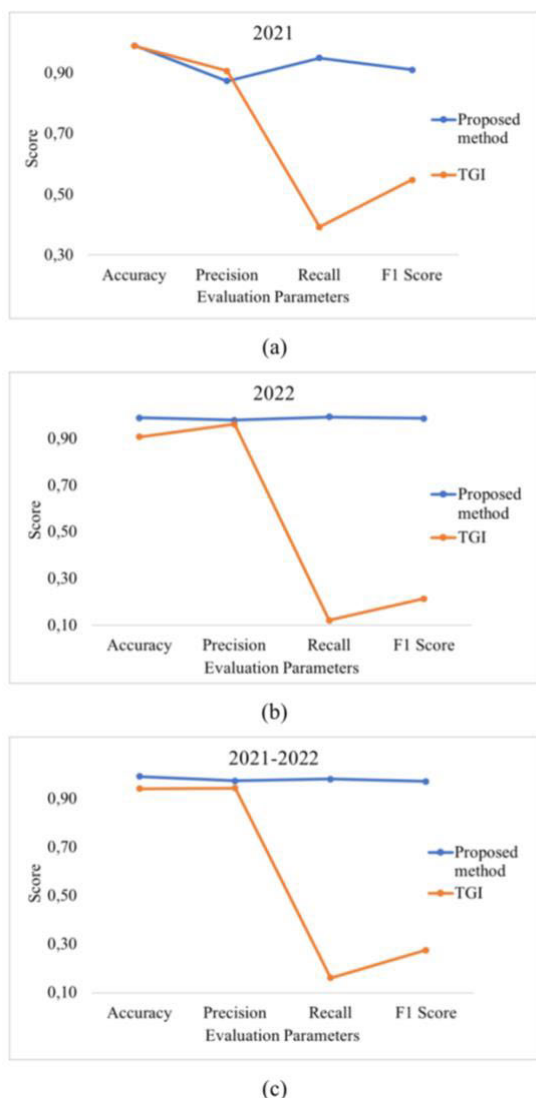 2021
0,90
0,70
0,50
0,30
Score
Proposed
method
TGI
Accuracy Precision Recall F1 Score
Evaluation Parameters
(a)
2022
0,90
0,70
0,50
0,30
0,10
Score
Proposed
method
TGI
Accuracy Precision Recall F1 Score
Evaluation Parameters
(b)
2021-2022
0,90
0,70
0,50
0,30
0,10
Score
Proposed
method
TGI
Accuracy Precision Recall F1 Score
Evaluation Parameters
(c)